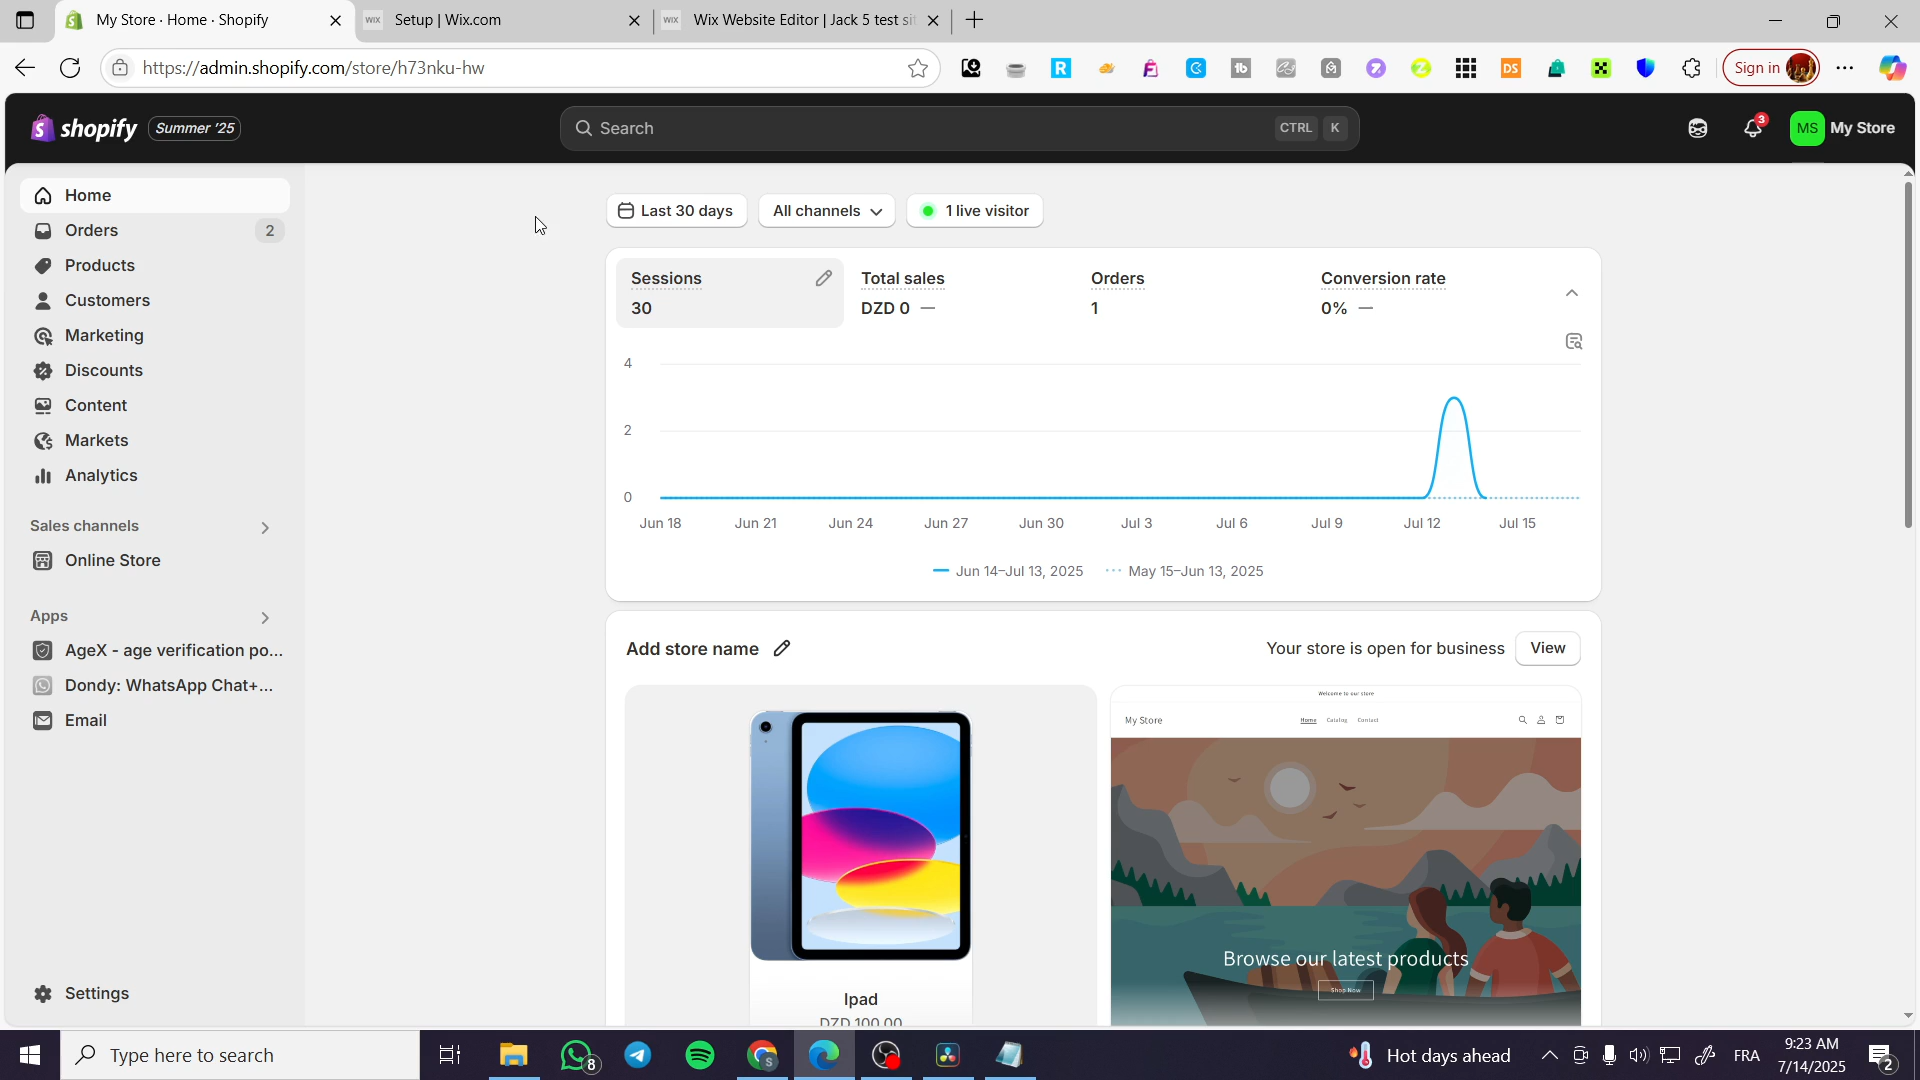 My Store · Home · Shopify
Setup | Wix.com
Wix Website Editor | Jack 5 test si
https://admin.shopify.com/store/h73nku-hw
Sign in
shopify
Summer '25
Search
CTRL K
3
MS
My Store
Home
Orders 2
Products
Customers
Marketing
Discounts
Content
Markets
Analytics
Sales channels
Online Store
Apps
AgeX - age verification po...
Dondy: WhatsApp Chat+...
Email
Settings
Last 30 days
All channels
1 live visitor
Sessions
30
Total sales
DZD 0 —
Orders
1
Conversion rate
0% —
4
2
0
Jun 18 Jun 21 Jun 24 Jun 27 Jun 30 Jul 3 Jul 6 Jul 9 Jul 12 Jul 15
Jun 14–Jul 13, 2025 May 15–Jun 13, 2025
Add store name
Your store is open for business
View
Ipad
DZD 100.00
Welcome to our store
My Store
Home Catalog Contact
Browse our latest products
Shop Now
Type here to search
8
Hot days ahead
FRA
9:23 AM
7/14/2025
2